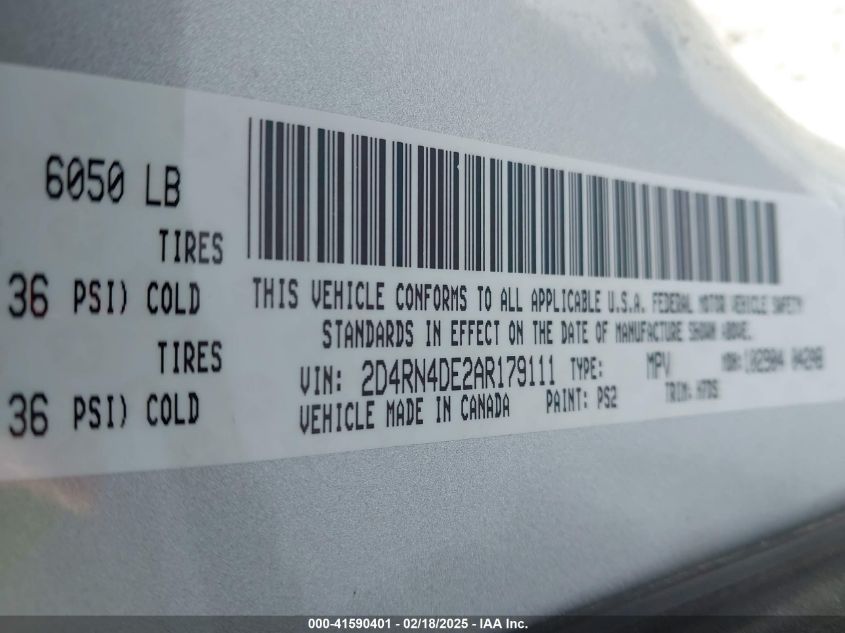 6050 LB
TIRES
36 PSI) COLD
TIRES
36 PSI) COLD
THIS VEHICLE CONFORMS TO ALL APPLICABLE U.S.A. FEDERAL MOTOR VEHICLE SAFETY
STANDARDS IN EFFECT ON THE DATE OF MANUFACTURE SHOWN ABOVE.
VIN: 2D4RN4DE2AR179111 TYPE: MPV MDH:
VEHICLE MADE IN CANADA PAINT: PS2 TRIM:
000-41590401 - 02/18/2025 - IAA Inc.